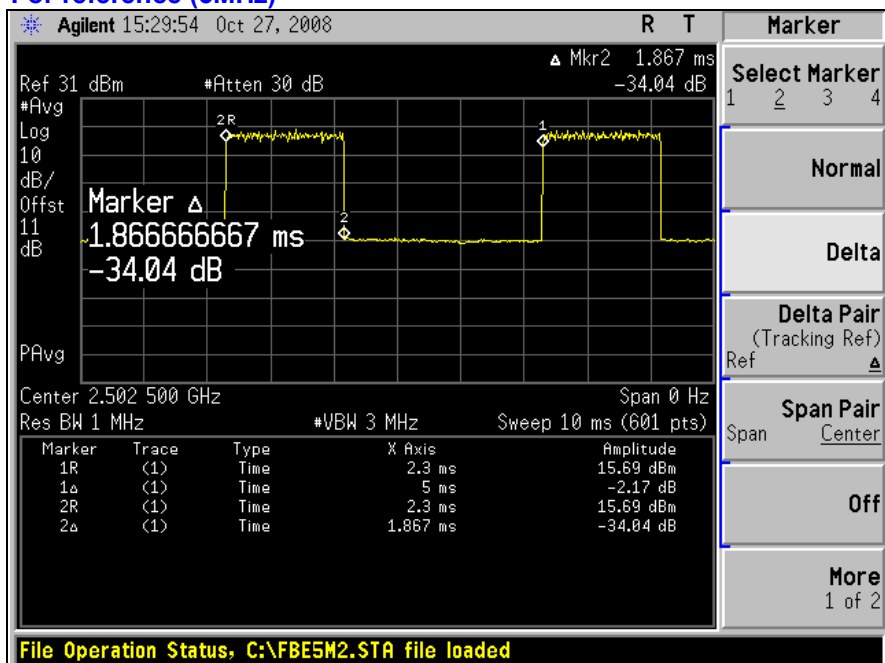 Agilent 15:29:54 Oct 27, 2008 R T
Marker
Δ Mkr2 1.867 ms
Ref 31 dBm #Atten 30 dB -34.04 dB
#Avg
Log
10
dB/
Offst
11
dB
2R
1
2
Marker Δ
1.866666667 ms
-34.04 dB
PAvg
Center 2.502 500 GHz Span 0 Hz
Res BW 1 MHz #VBW 3 MHz Sweep 10 ms (601 pts)
Marker Trace Type X Axis Amplitude
1R (1) Time 2.3 ms 15.69 dBm
1Δ (1) Time 5 ms -2.17 dB
2R (1) Time 2.3 ms 15.69 dBm
2Δ (1) Time 1.867 ms -34.04 dB
Select Marker
1 2 3 4
Normal
Delta
Delta Pair
(Tracking Ref)
Ref Δ
Span Pair
Span Center
Off
More
1 of 2
File Operation Status, C:\FBE5M2.STA file loaded